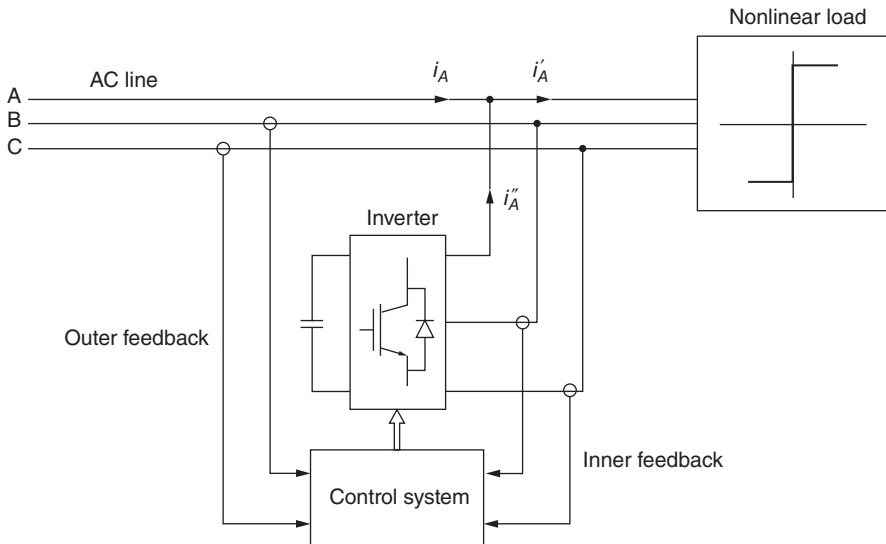 Nonlinear load
AC line
i_A
i'_A
A
B
C
i''_A
Inverter
Outer feedback
Inner feedback
Control system